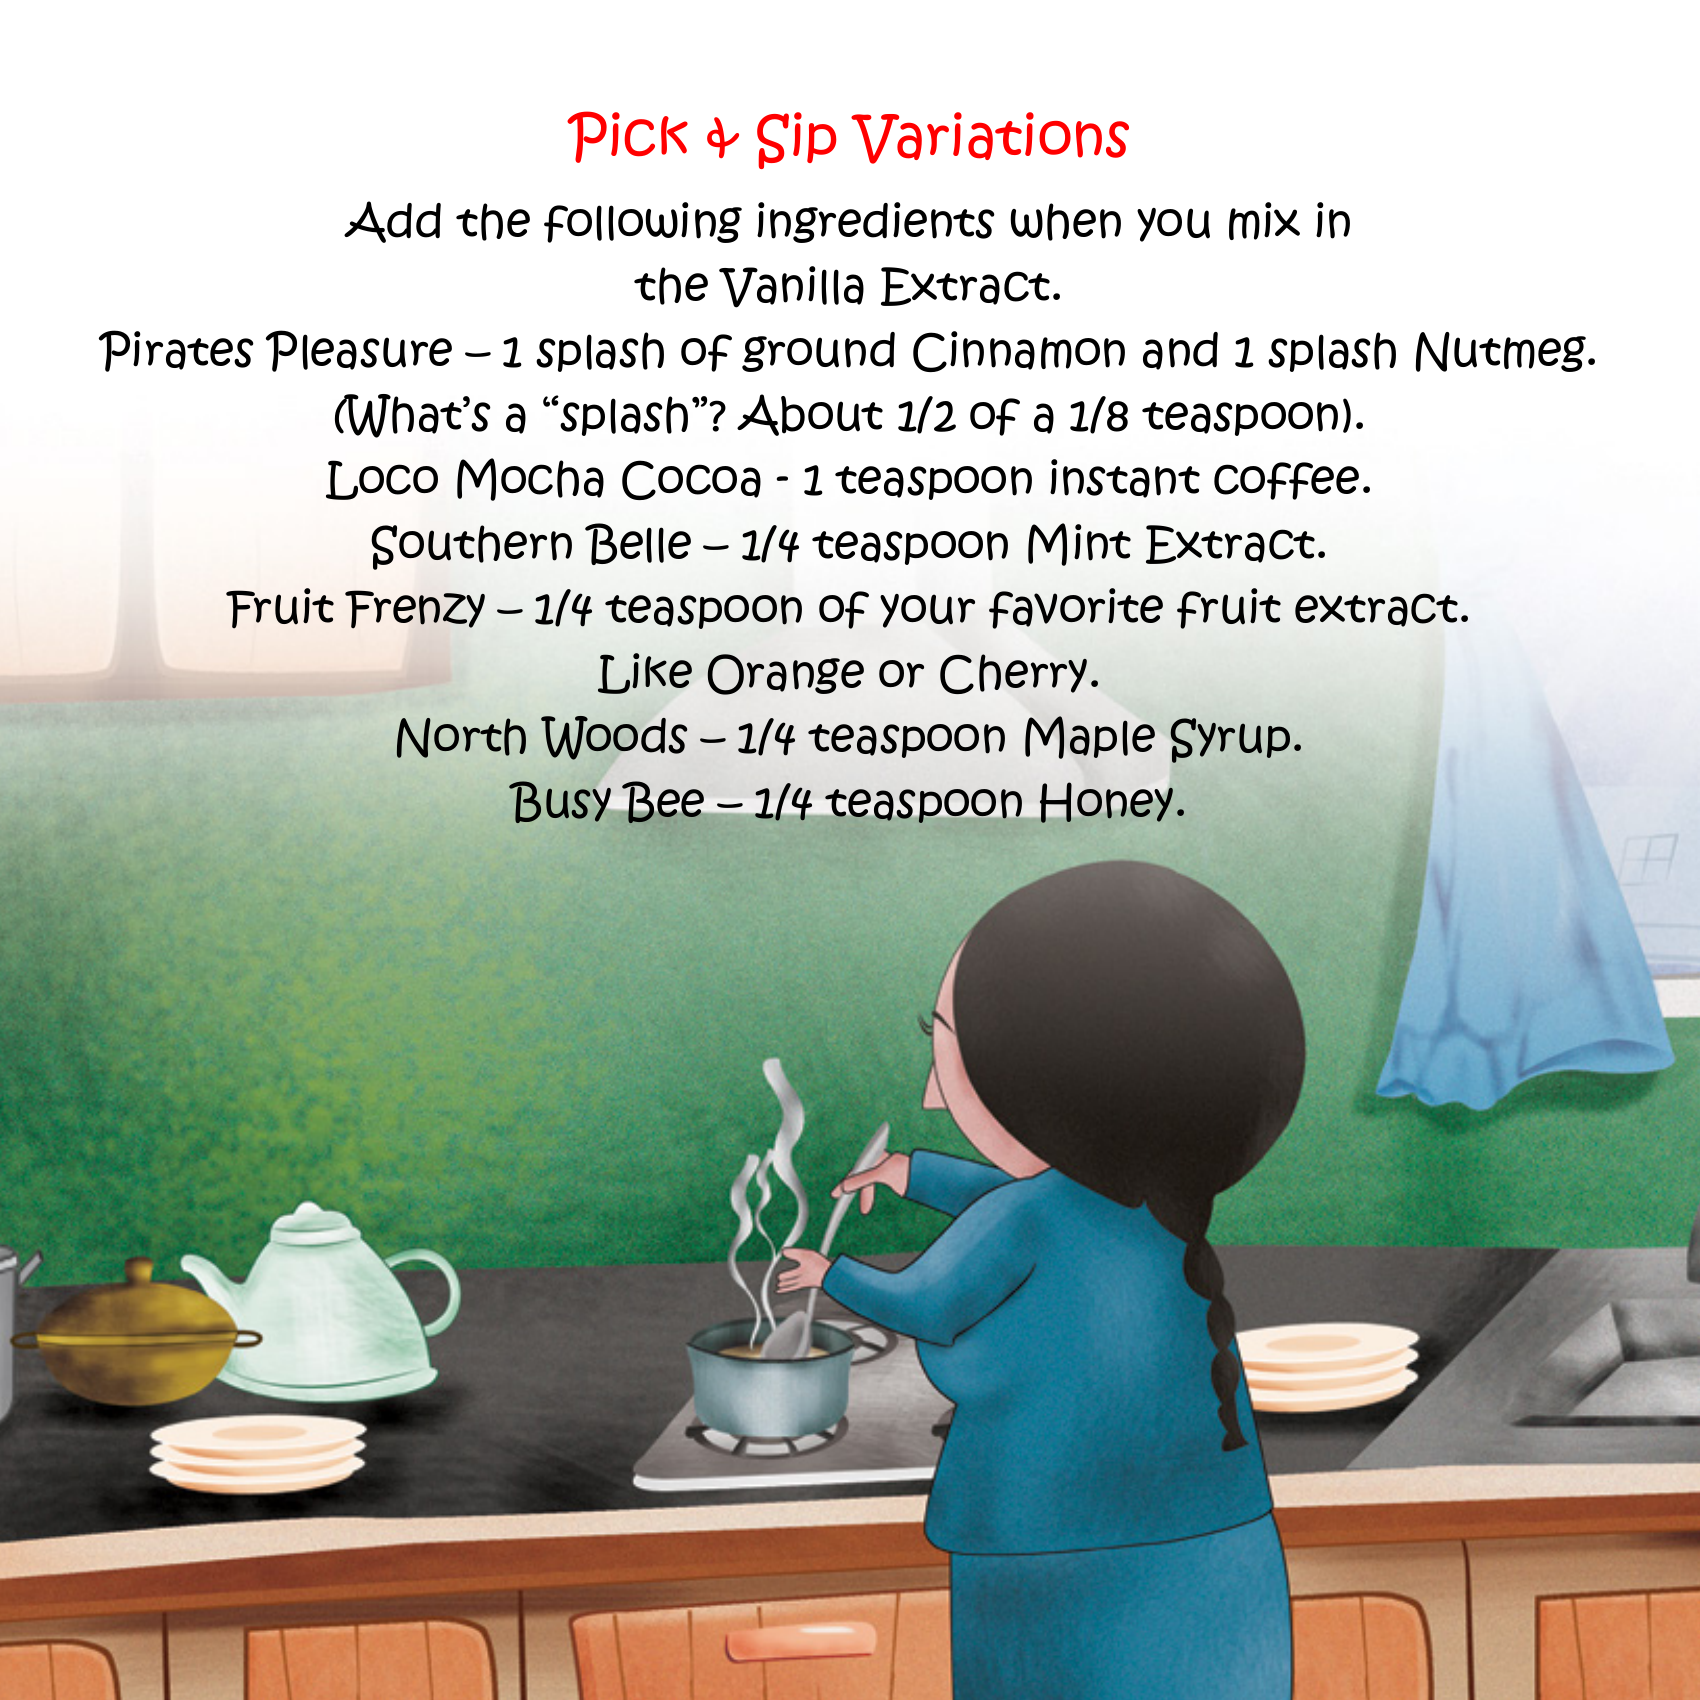 Pick & Sip Variations
Add the following ingredients when you mix in
the Vanilla Extract.
Pirates Pleasure – 1 splash of ground Cinnamon and 1 splash Nutmeg.
(What’s a “splash”? About 1/2 of a 1/8 teaspoon).
Loco Mocha Cocoa - 1 teaspoon instant coffee.
Southern Belle – 1/4 teaspoon Mint Extract.
Fruit Frenzy – 1/4 teaspoon of your favorite fruit extract.
Like Orange or Cherry.
North Woods – 1/4 teaspoon Maple Syrup.
Busy Bee – 1/4 teaspoon Honey.